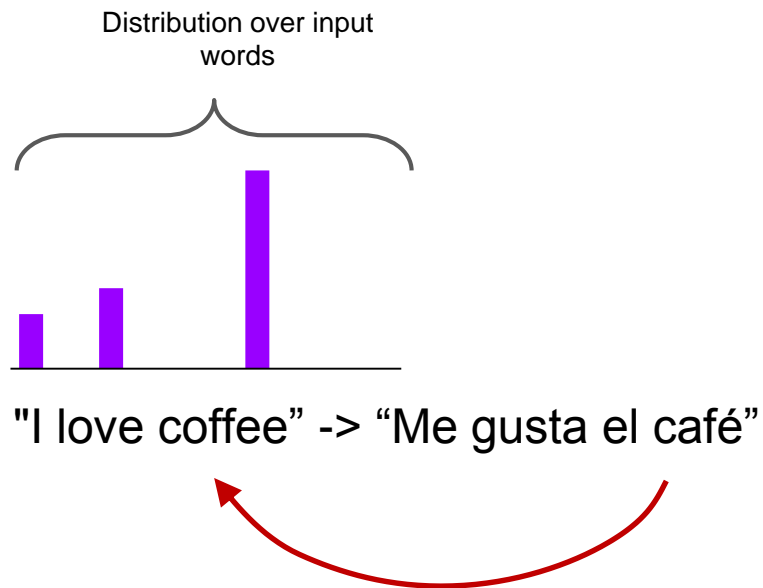 Distribution over input
words
"I love coffee” -> “Me gusta el café”